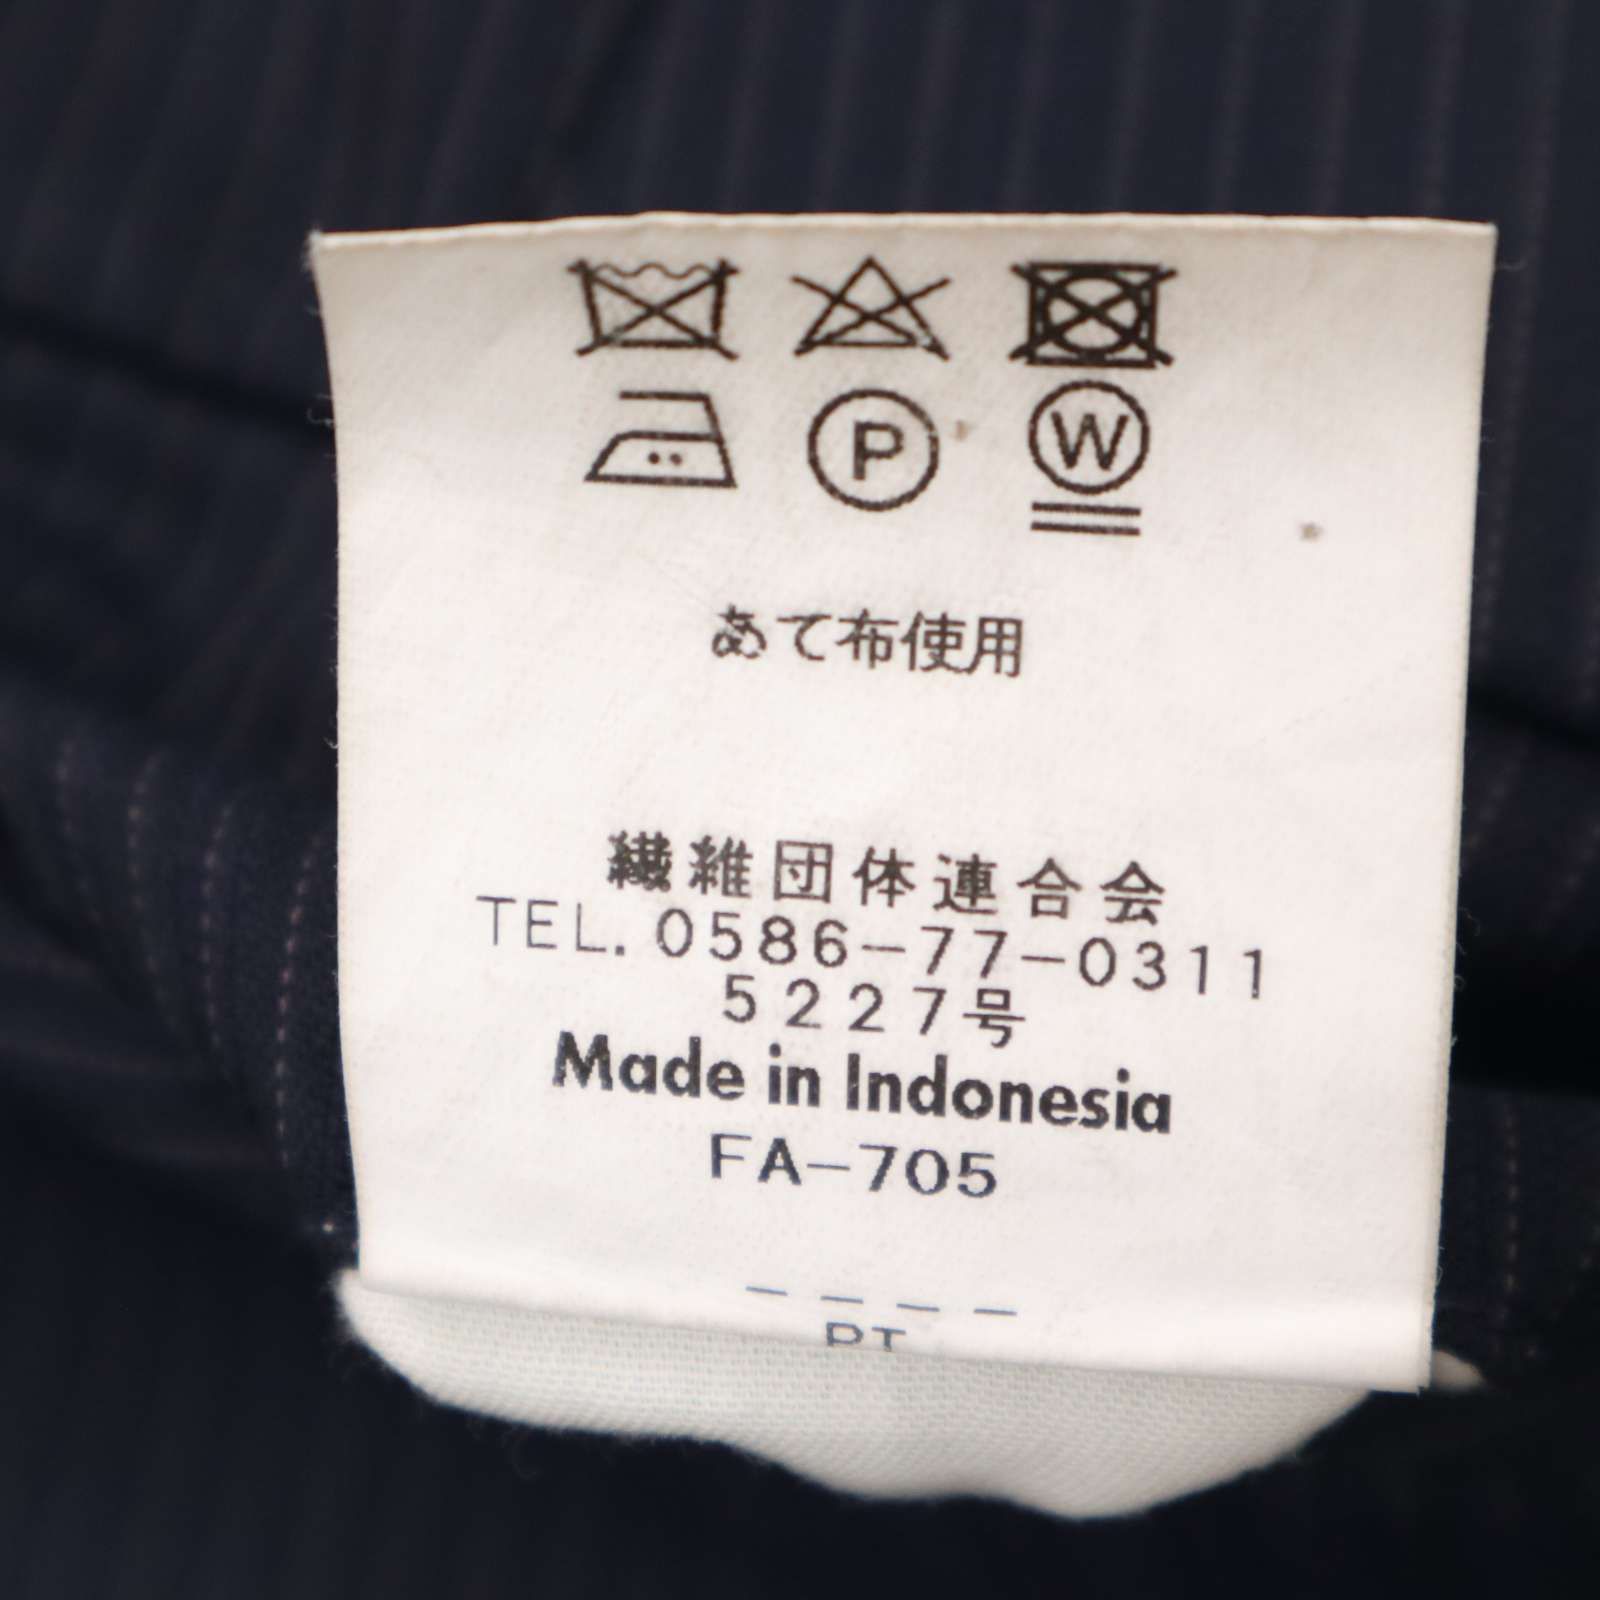 P W
あて布使用
繊維団体連合会
TEL. 0586-77-0311
5227号
Made in Indonesia
FA-705
PT